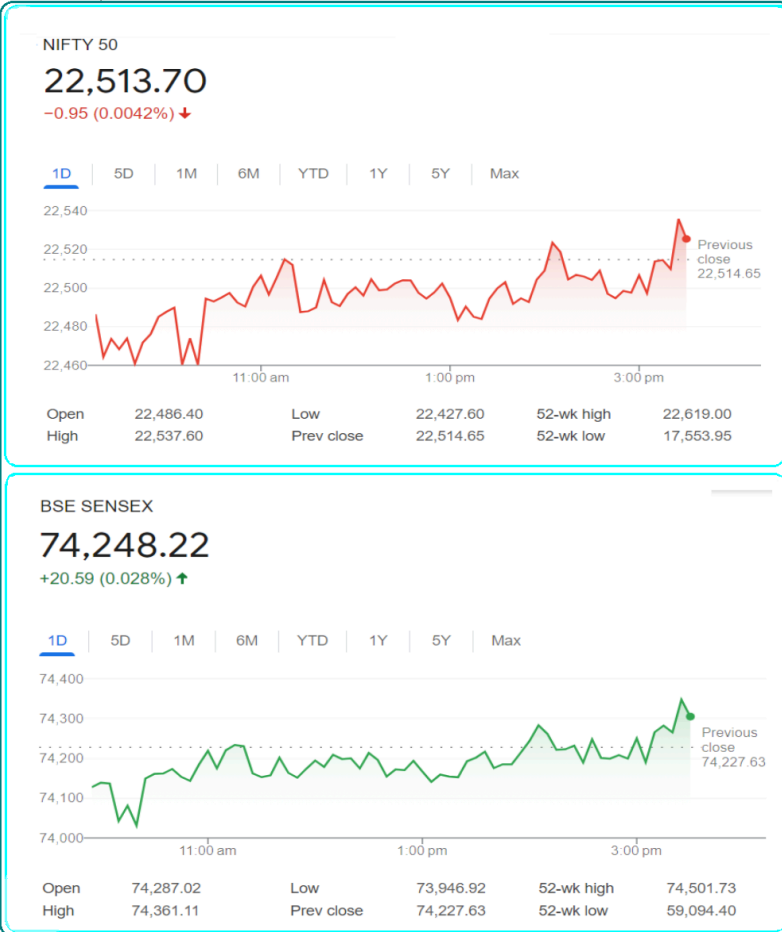 NIFTY 50
22,513.70
−0.95 (0.0042%)
1D 5D 1M 6M YTD 1Y 5Y Max
22,540
22,520
22,500
22,480
22,460
Previous
close
22,514.65
11:00 am 1:00 pm 3:00 pm
Open 22,486.40 Low 22,427.60 52-wk high 22,619.00
High 22,537.60 Prev close 22,514.65 52-wk low 17,553.95
BSE SENSEX
74,248.22
+20.59 (0.028%)
1D 5D 1M 6M YTD 1Y 5Y Max
74,400
74,300
74,200
74,100
74,000
Previous
close
74,227.63
11:00 am 1:00 pm 3:00 pm
Open 74,287.02 Low 73,946.92 52-wk high 74,501.73
High 74,361.11 Prev close 74,227.63 52-wk low 59,094.40